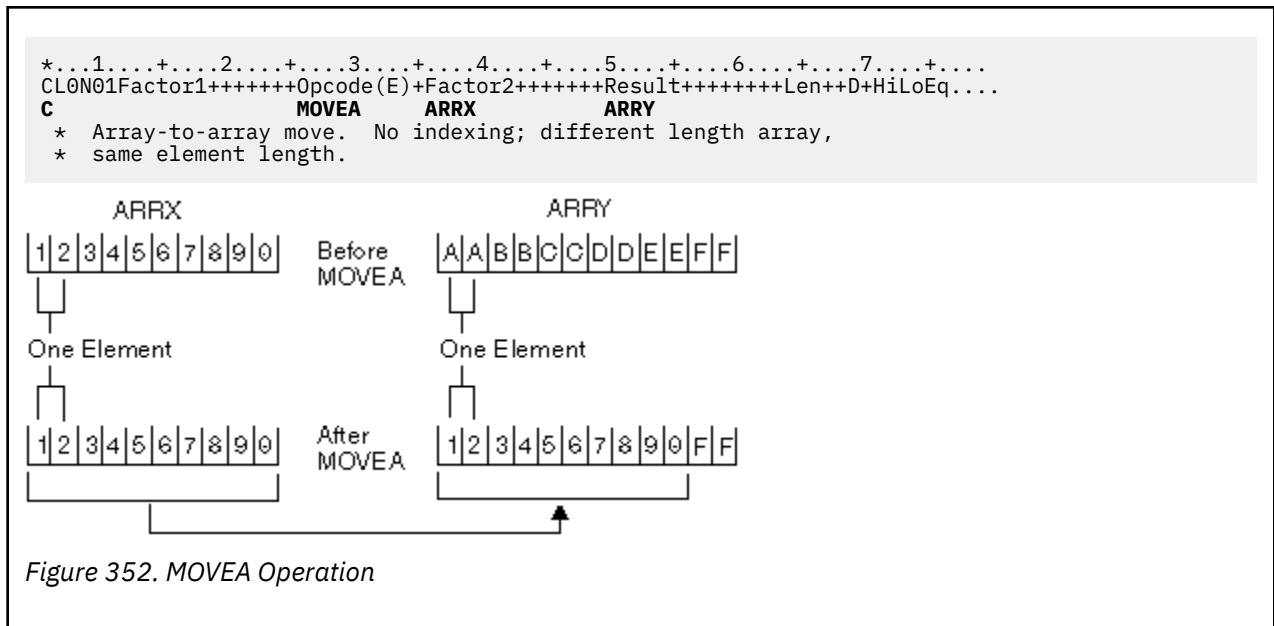 *...1....+....2....+....3....+....4....+....5....+....6....+....7....+....
CL0N01Factor1+++++++Opcode(E)+Factor2+++++++Result++++++++Len++D+HiLoEq....
C                   MOVEA     ARRX          ARRY
 *  Array-to-array move.  No indexing; different length array,
 *  same element length.
ARRX ARRY
1 2 3 4 5 6 7 8 9 0 Before MOVEA A A B B C C D D E E F F
One Element One Element
1 2 3 4 5 6 7 8 9 0 After MOVEA 1 2 3 4 5 6 7 8 9 0 F F
Figure 352. MOVEA Operation